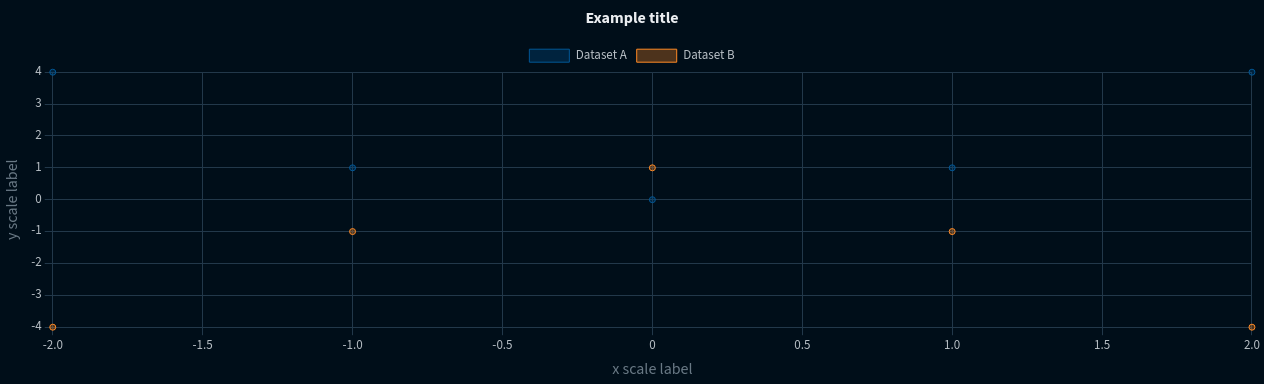 Example title
Dataset A Dataset B
4
3
2
1
0
-1
-2
-3
-4
y scale label
-2.0 -1.5 -1.0 -0.5 0 0.5 1.0 1.5 2.0
x scale label